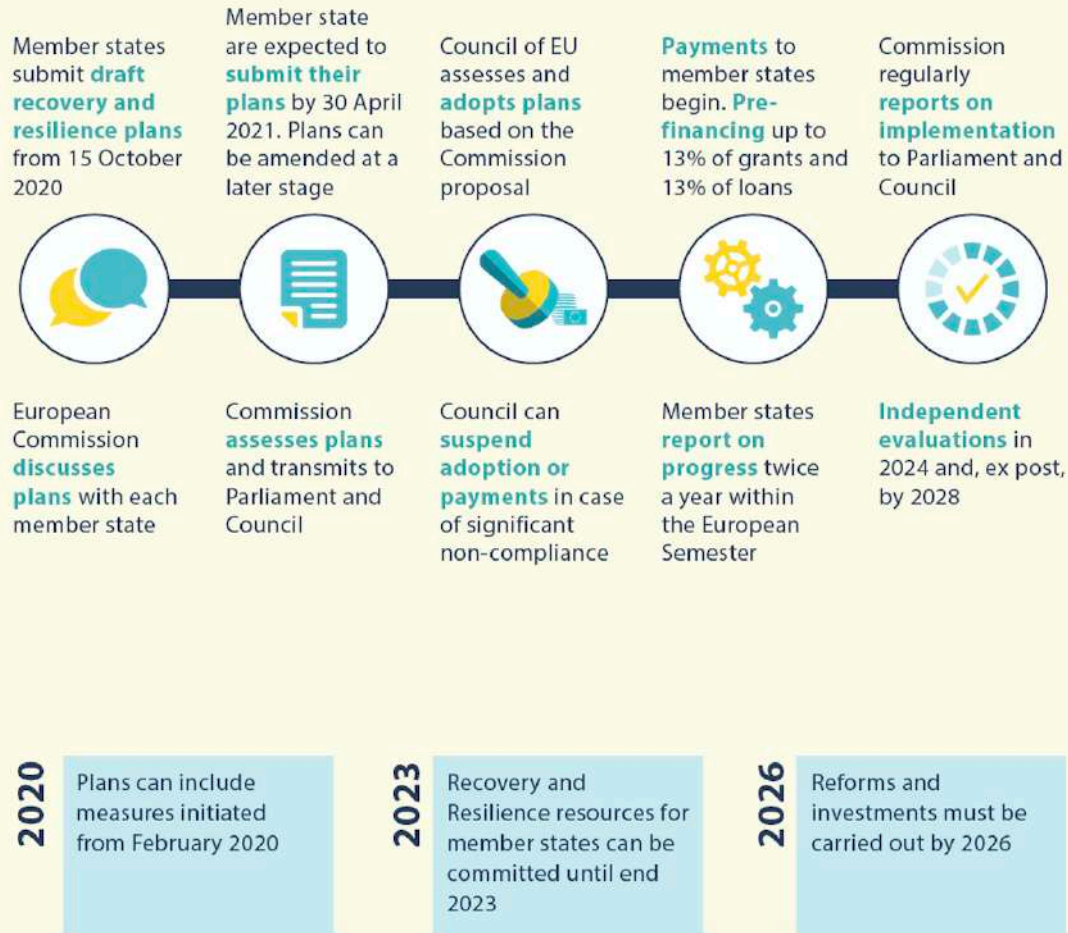 Member states
submit draft
recovery and
resilience plans
from 15 October
2020
Member state
are expected to
submit their
plans by 30 April
2021. Plans can
be amended at a
later stage
Council of EU
assesses and
adopts plans
based on the
Commission
proposal
Payments to
member states
begin. Pre-
financing up to
13% of grants and
13% of loans
Commission
regularly
reports on
implementation
to Parliament and
Council
European
Commission
discusses
plans with each
member state
Commission
assesses plans
and transmits to
Parliament and
Council
Council can
suspend
adoption or
payments in case
of significant
non-compliance
Member states
report on
progress twice
a year within
the European
Semester
Independent
evaluations in
2024 and, ex post,
by 2028
2020
Plans can include
measures initiated
from February 2020
2023
Recovery and
Resilience resources for
member states can be
committed until end
2023
2026
Reforms and
investments must be
carried out by 2026